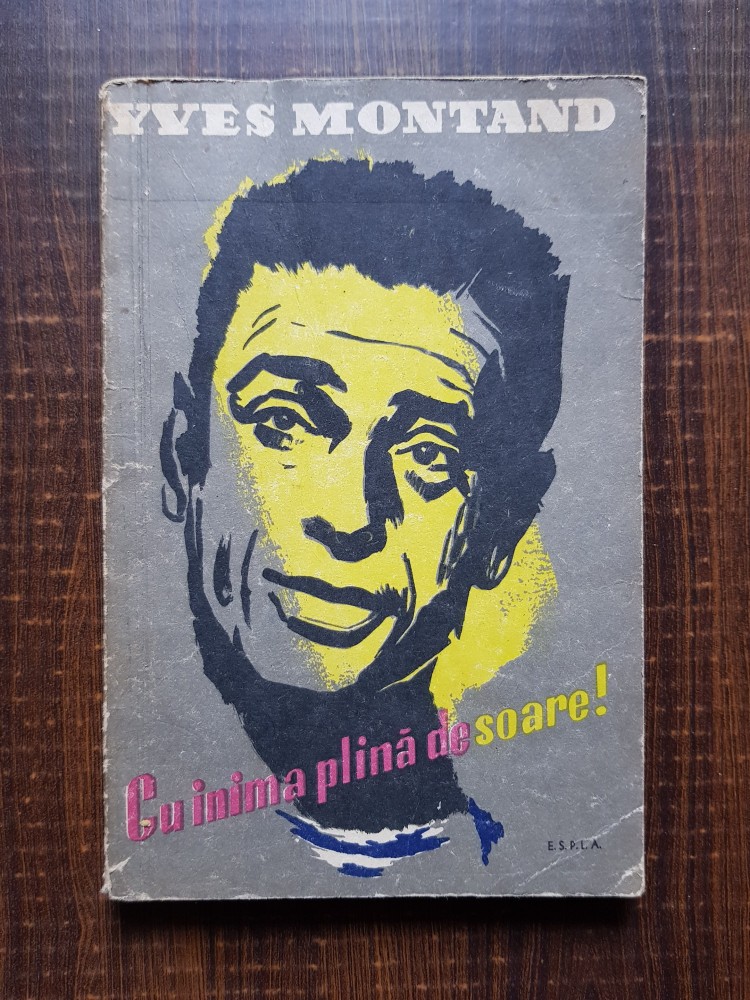 YVES MONTAND
Cu inima plină de soare!
E.S.P.L.A.